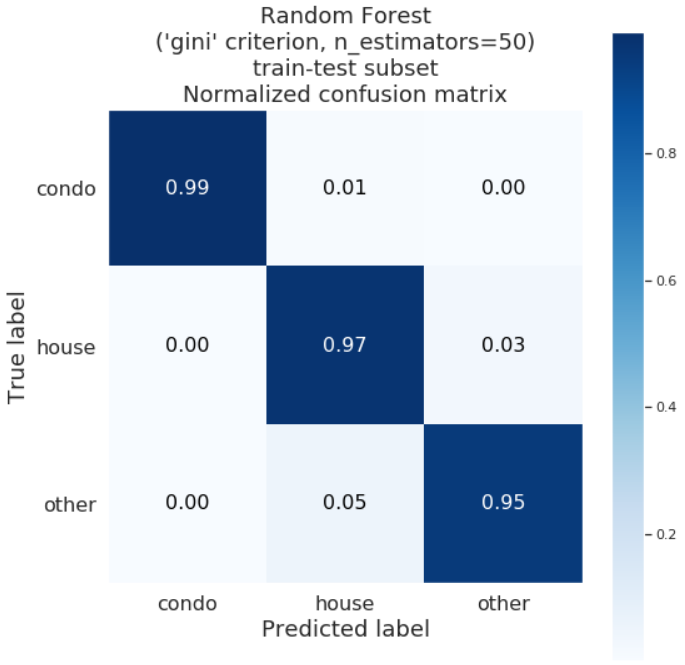 Random Forest
('gini' criterion, n_estimators=50)
train-test subset
Normalized confusion matrix
True label
condo
0.99
0.01
0.00
house
0.00
0.97
0.03
other
0.00
0.05
0.95
condo
house
other
Predicted label
0.8
0.6
0.4
0.2